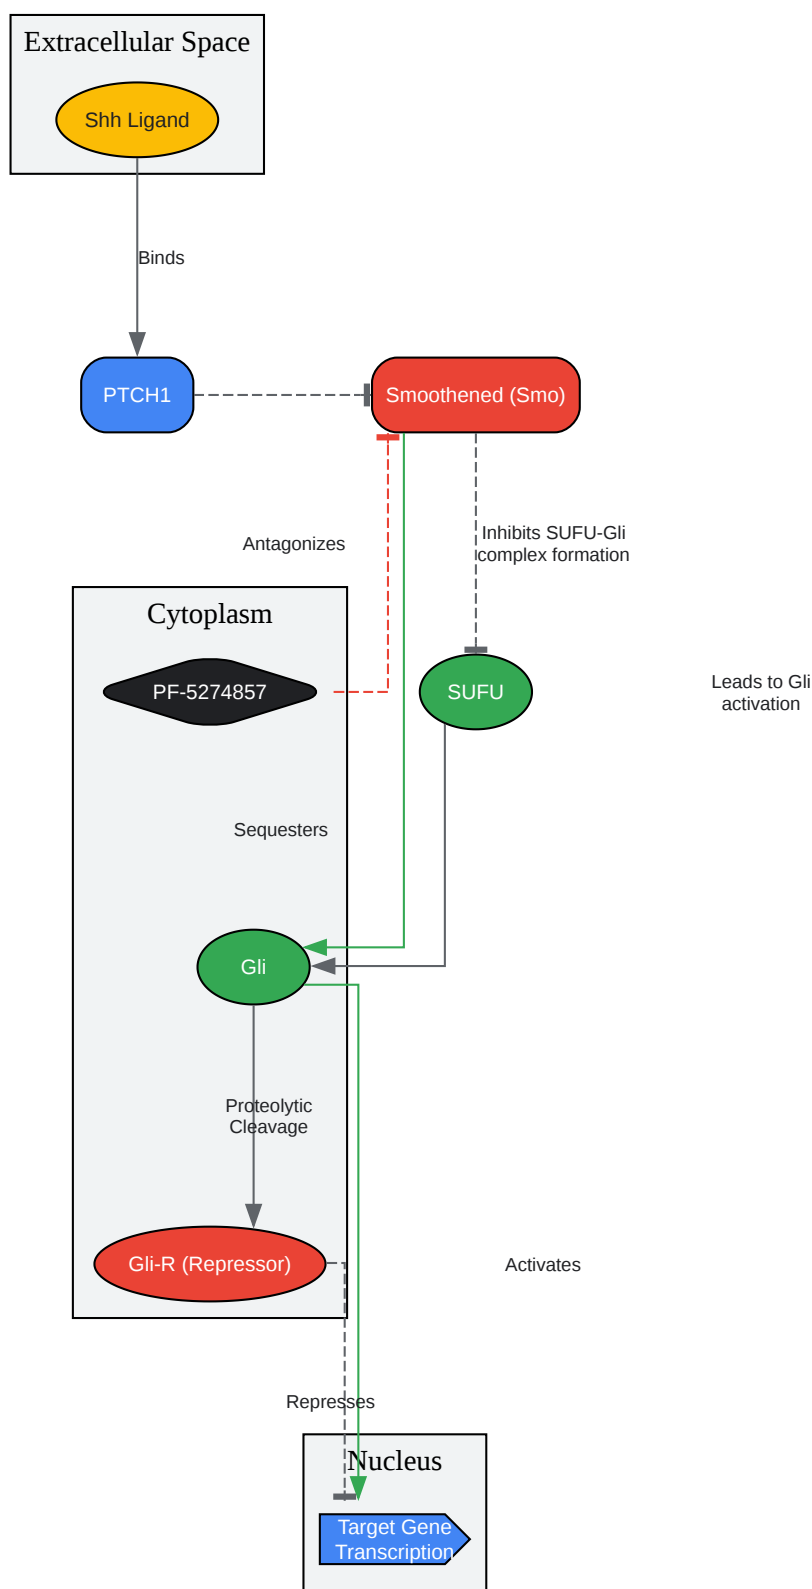 Extracellular Space
Shh Ligand
Binds
PTCH1
Smoothened (Smo)
Antagonizes
Inhibits SUFU-Gli
complex formation
Cytoplasm
PF-5274857
SUFU
Leads to Gli
activation
Sequesters
Gli
Proteolytic
Cleavage
Gli-R (Repressor)
Activates
Represses
Nucleus
Target Gene
Transcription